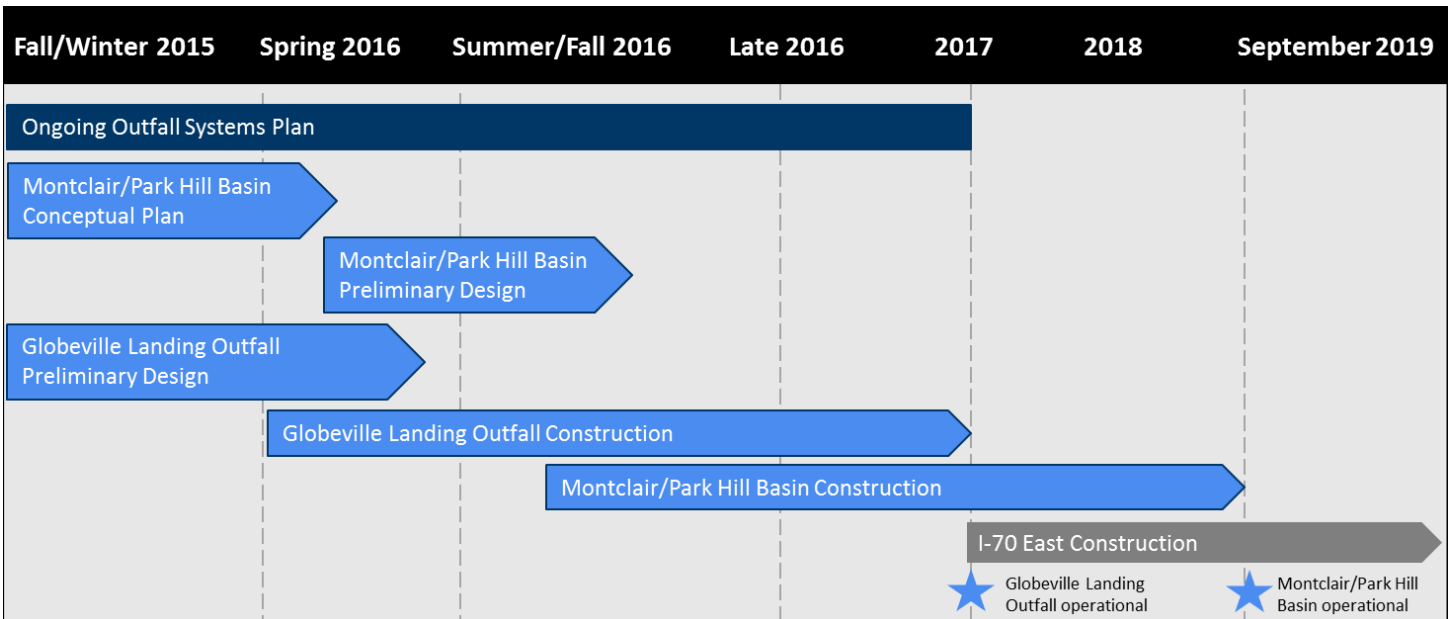 Fall/Winter 2015 Spring 2016 Summer/Fall 2016 Late 2016 2017 2018 September 2019
Ongoing Outfall Systems Plan
Montclair/Park Hill Basin
Conceptual Plan
Montclair/Park Hill Basin
Preliminary Design
Globeville Landing Outfall
Preliminary Design
Globeville Landing Outfall Construction
Montclair/Park Hill Basin Construction
I-70 East Construction
Globeville Landing
Outfall operational
Montclair/Park Hill
Basin operational